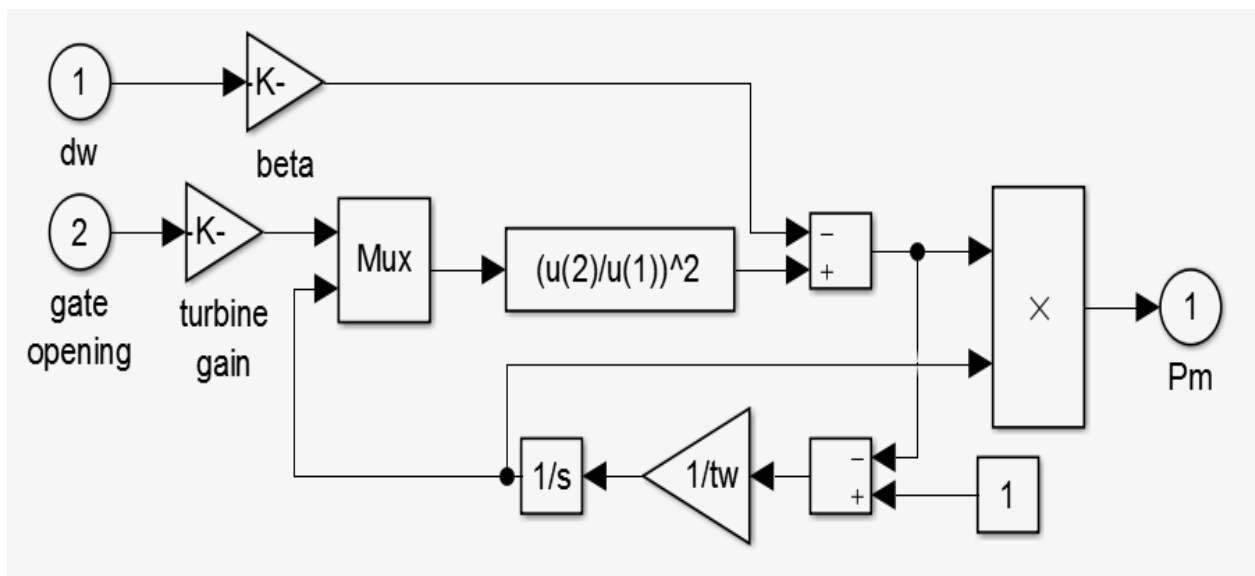 1
-K-
dw
beta
2
-K-
Mux
(u(2)/u(1))^2
−
+
×
1
gate
opening
turbine
gain
Pm
1/s
1/tw
−
+
1